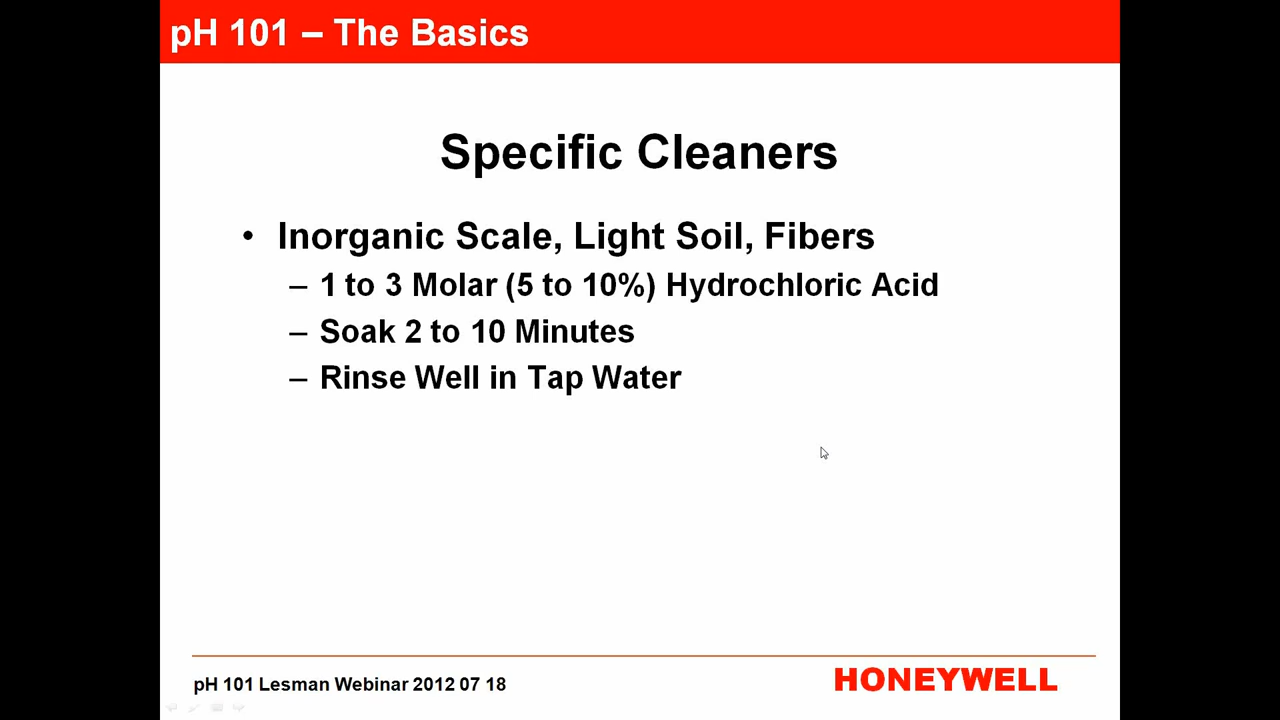 pH 101 – The Basics
Specific Cleaners
• Inorganic Scale, Light Soil, Fibers
– 1 to 3 Molar (5 to 10%) Hydrochloric Acid
– Soak 2 to 10 Minutes
– Rinse Well in Tap Water
pH 101 Lesman Webinar 2012 07 18
HONEYWELL